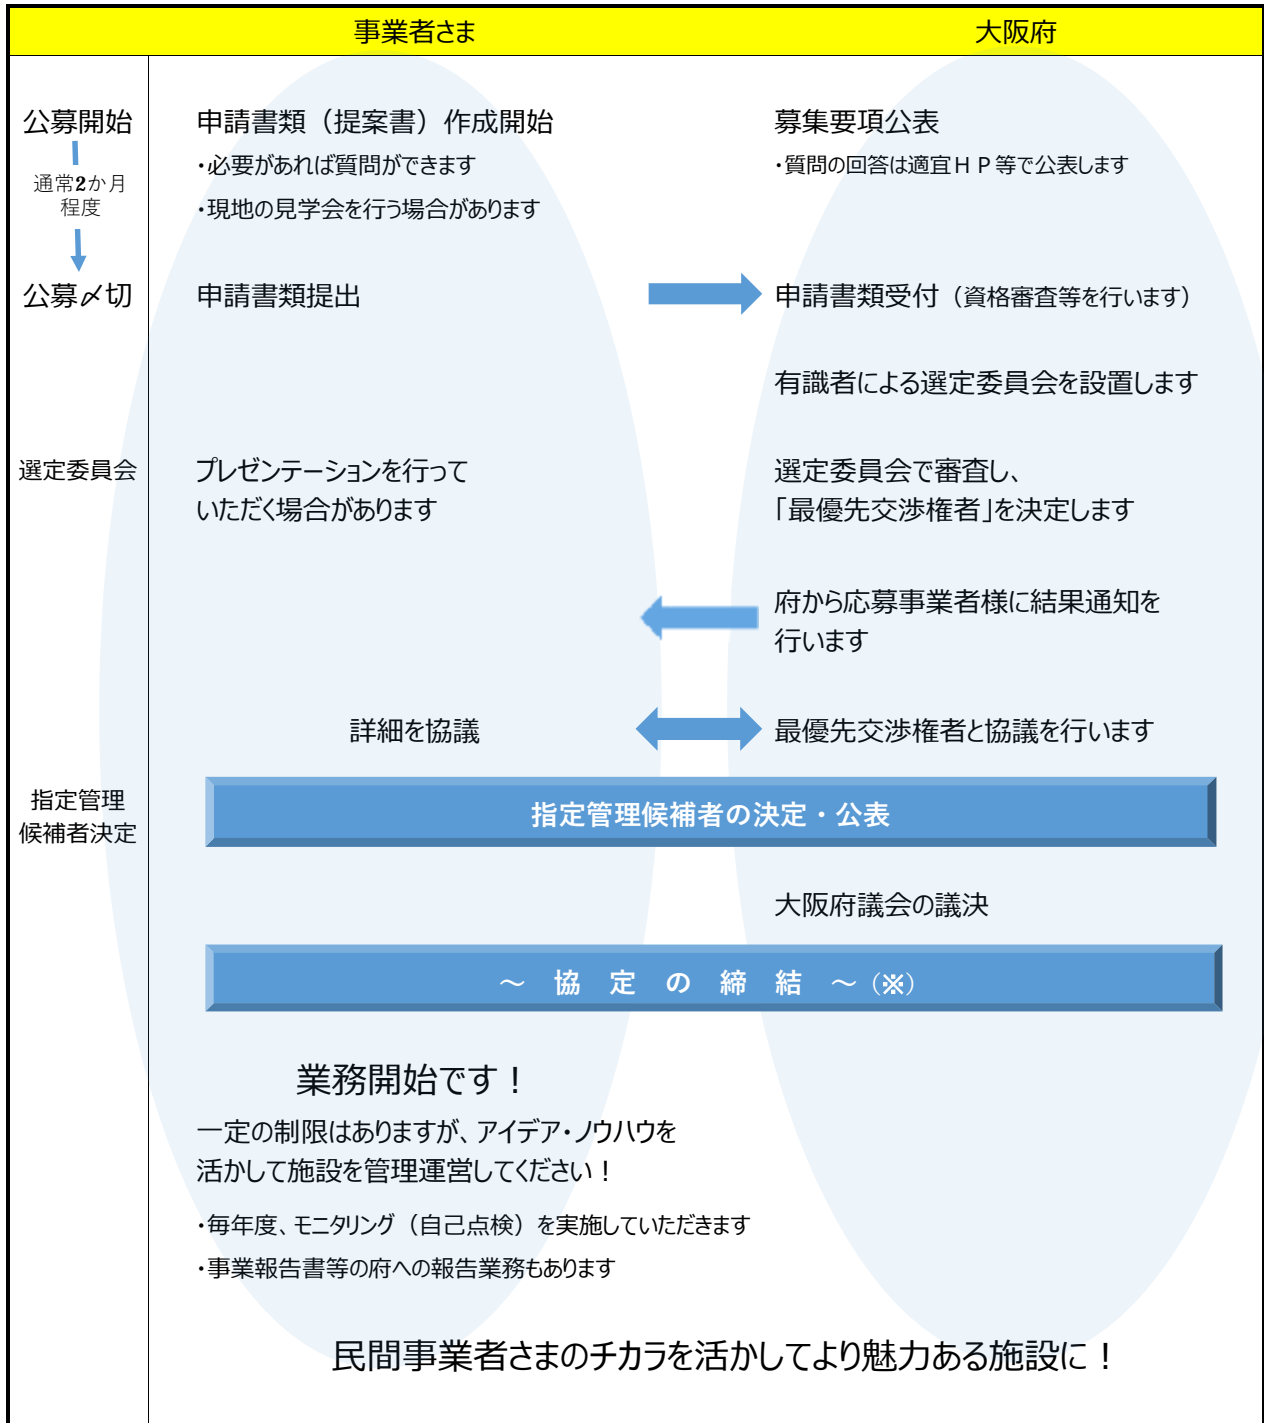 事業者さま 大阪府
公募開始 申請書類（提案書）作成開始 募集要項公表
・必要があれば質問ができます ・質問の回答は適宜ＨＰ等で公表します
通常2か月
程度
・現地の見学会を行う場合があります
公募〆切 申請書類提出 申請書類受付（資格審査等を行います）
有識者による選定委員会を設置します
選定委員会 プレゼンテーションを行って 選定委員会で審査し、
いただく場合があります 「最優先交渉権者」を決定します
府から応募事業者様に結果通知を
行います
詳細を協議 最優先交渉権者と協議を行います
指定管理
候補者決定
指定管理候補者の決定・公表
大阪府議会の議決
～ 協 定 の 締 結 ～（※）
業務開始です！
一定の制限はありますが、アイデア・ノウハウを
活かして施設を管理運営してください！
・毎年度、モニタリング（自己点検）を実施していただきます
・事業報告書等の府への報告業務もあります
民間事業者さまのチカラを活かしてより魅力ある施設に！